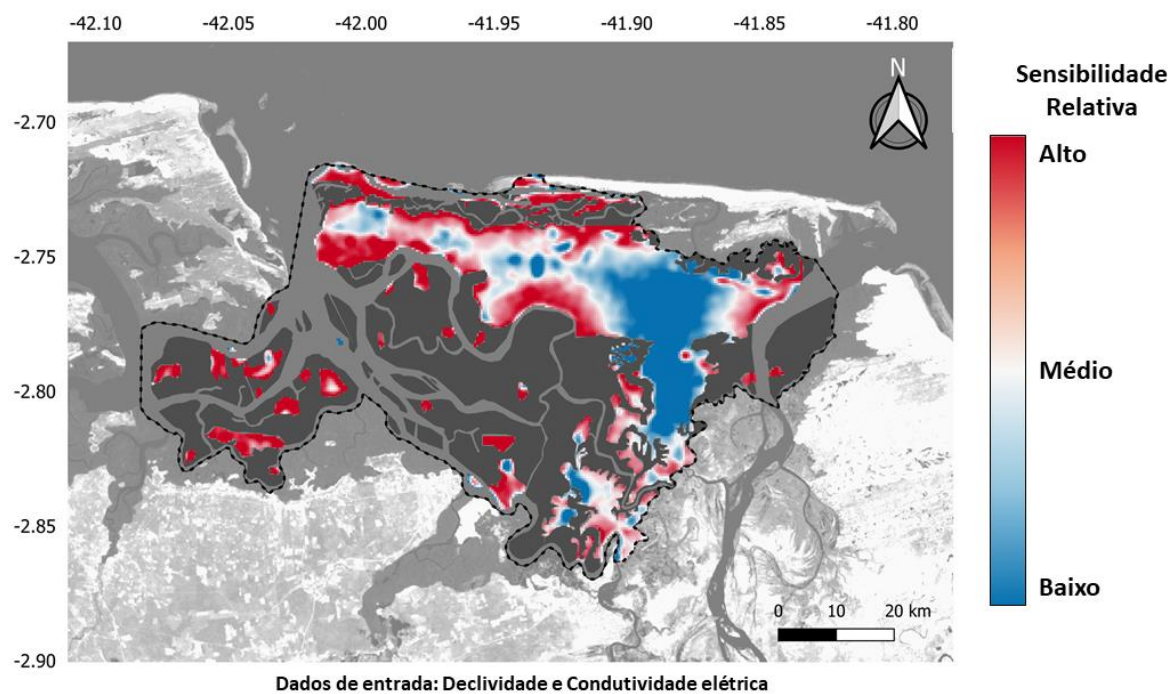 -42.10 -42.05 -42.00 -41.95 -41.90 -41.85 -41.80
N
Sensibilidade
Relativa
-2.70
Alto
-2.75
Médio
-2.80
-2.85
Baixo
0 10 20 km
-2.90
Dados de entrada: Declividade e Condutividade elétrica